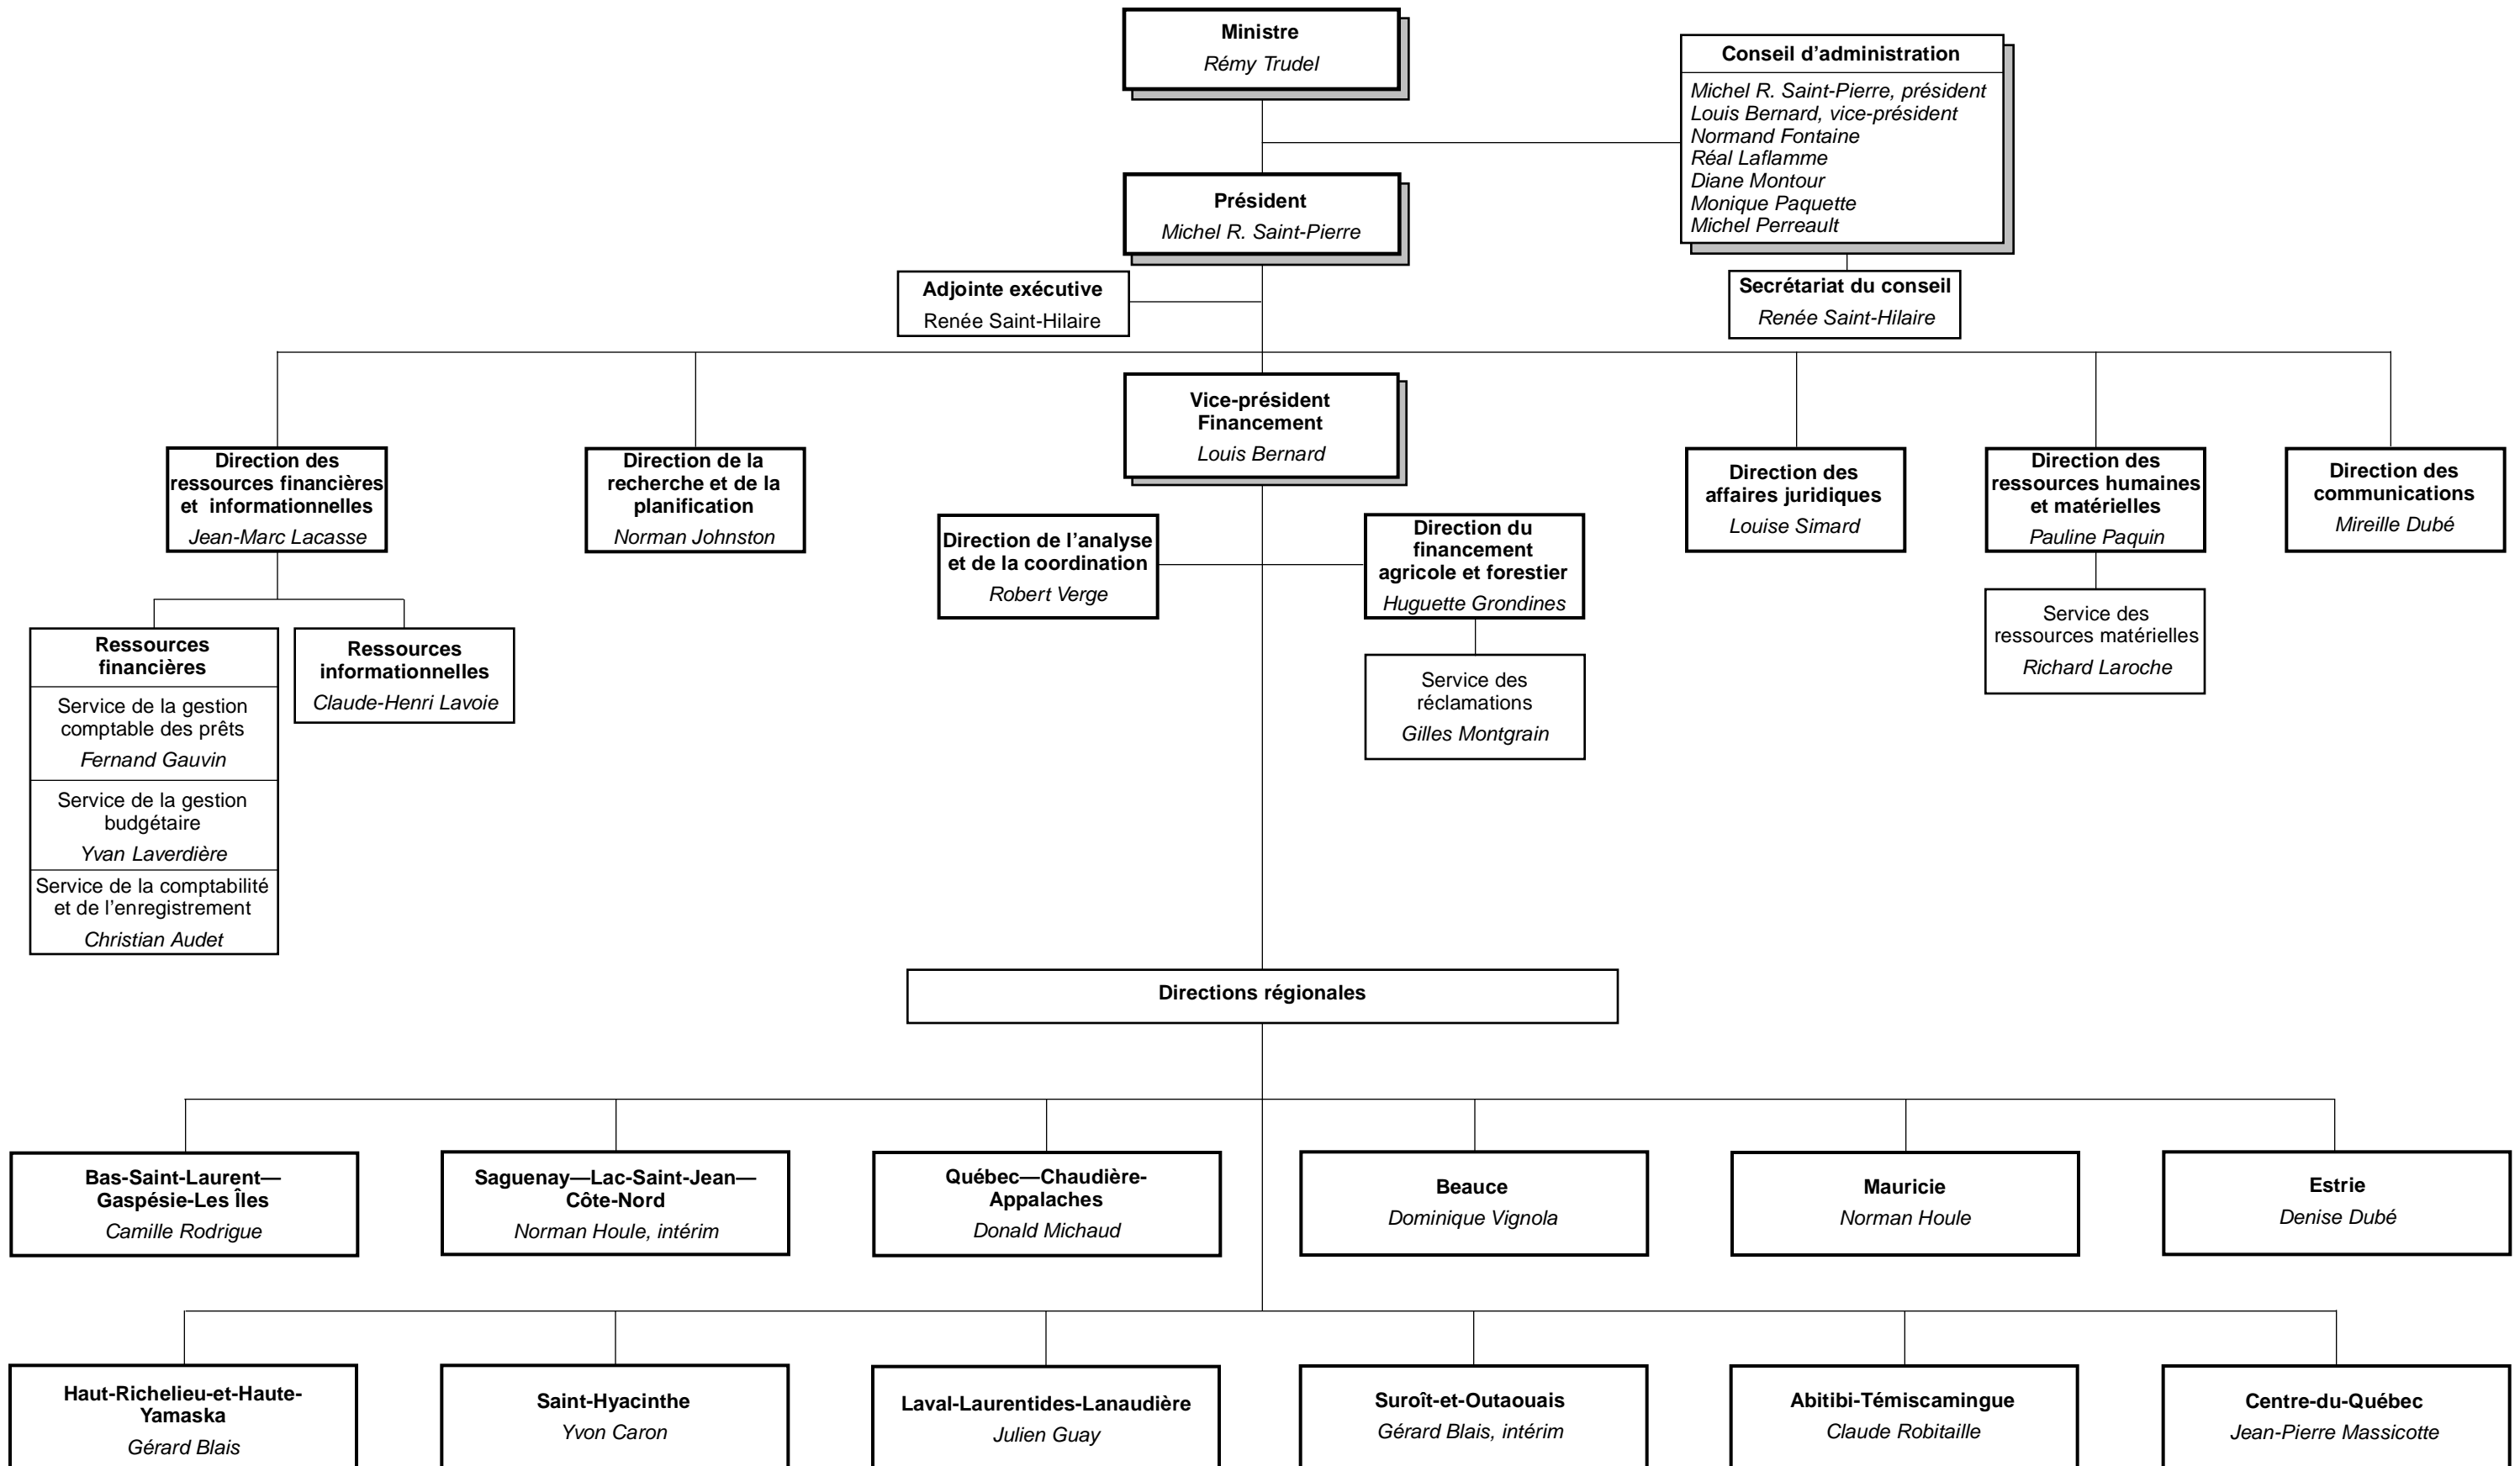 Ministre
Rémy Trudel
Conseil d'administration
Michel R. Saint-Pierre, président
Louis Bernard, vice-président
Normand Fontaine
Réal Laflamme
Diane Montour
Monique Paquette
Michel Perreault
Président
Michel R. Saint-Pierre
Adjointe exécutive
Renée Saint-Hilaire
Secrétariat du conseil
Renée Saint-Hilaire
Vice-président
Financement
Louis Bernard
Direction des
ressources financières
et informationnelles
Jean-Marc Lacasse
Direction de la
recherche et de la
planification
Norman Johnston
Direction des
affaires juridiques
Louise Simard
Direction des
ressources humaines
et matérielles
Pauline Paquin
Direction des
communications
Mireille Dubé
Direction de l'analyse
et de la coordination
Robert Verge
Direction du
financement
agricole et forestier
Huguette Grondines
Service des
ressources matérielles
Richard Laroche
Ressources
financières
Service de la gestion
comptable des prêts
Fernand Gauvin
Service de la gestion
budgétaire
Yvan Laverdière
Service de la comptabilité
et de l'enregistrement
Christian Audet
Ressources
informationnelles
Claude-Henri Lavoie
Service des
réclamations
Gilles Montgrain
Directions régionales
Bas-Saint-Laurent—
Gaspésie-Les Îles
Camille Rodrigue
Saguenay—Lac-Saint-Jean—
Côte-Nord
Norman Houle, intérim
Québec—Chaudière-
Appalaches
Donald Michaud
Beauce
Dominique Vignola
Mauricie
Norman Houle
Estrie
Denise Dubé
Haut-Richelieu-et-Haute-
Yamaska
Gérard Blais
Saint-Hyacinthe
Yvon Caron
Laval-Laurentides-Lanaudière
Julien Guay
Suroît-et-Outaouais
Gérard Blais, intérim
Abitibi-Témiscamingue
Claude Robitaille
Centre-du-Québec
Jean-Pierre Massicotte